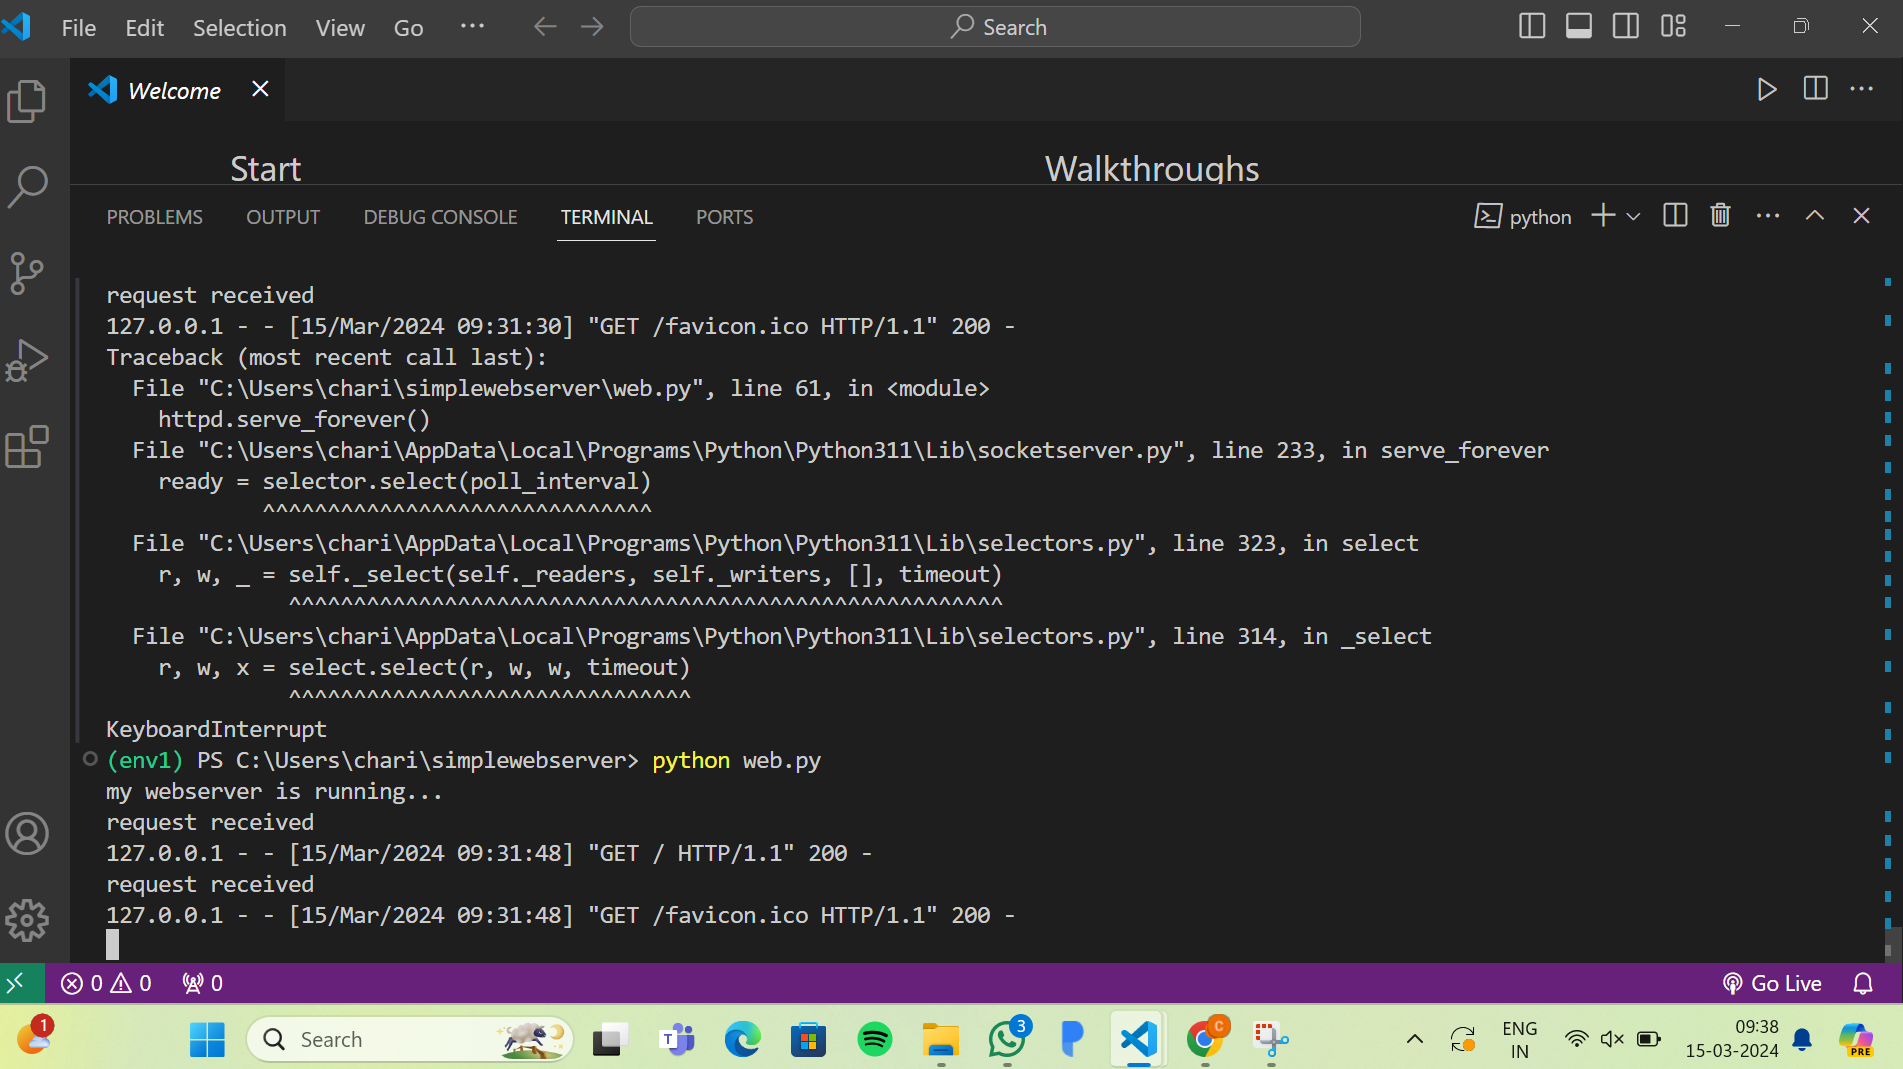 File Edit Selection View Go ··· Search
Welcome
Start Walkthroughs
PROBLEMS OUTPUT DEBUG CONSOLE TERMINAL PORTS python
request received
127.0.0.1 - - [15/Mar/2024 09:31:30] "GET /favicon.ico HTTP/1.1" 200 -
Traceback (most recent call last):
  File "C:\Users\chari\simplewebserver\web.py", line 61, in <module>
    httpd.serve_forever()
  File "C:\Users\chari\AppData\Local\Programs\Python\Python311\Lib\socketserver.py", line 233, in serve_forever
    ready = selector.select(poll_interval)
            ^^^^^^^^^^^^^^^^^^^^^^^^^^^^^^
  File "C:\Users\chari\AppData\Local\Programs\Python\Python311\Lib\selectors.py", line 323, in select
    r, w, _ = self._select(self._readers, self._writers, [], timeout)
              ^^^^^^^^^^^^^^^^^^^^^^^^^^^^^^^^^^^^^^^^^^^^^^^^^^^^^^^
  File "C:\Users\chari\AppData\Local\Programs\Python\Python311\Lib\selectors.py", line 314, in _select
    r, w, x = select.select(r, w, w, timeout)
              ^^^^^^^^^^^^^^^^^^^^^^^^^^^^^^^
KeyboardInterrupt
(env1) PS C:\Users\chari\simplewebserver> python web.py
my webserver is running...
request received
127.0.0.1 - - [15/Mar/2024 09:31:48] "GET / HTTP/1.1" 200 -
request received
127.0.0.1 - - [15/Mar/2024 09:31:48] "GET /favicon.ico HTTP/1.1" 200 -
0 0 0 Go Live
1 Search T 3 C ENG 09:38
IN 15-03-2024 PRE